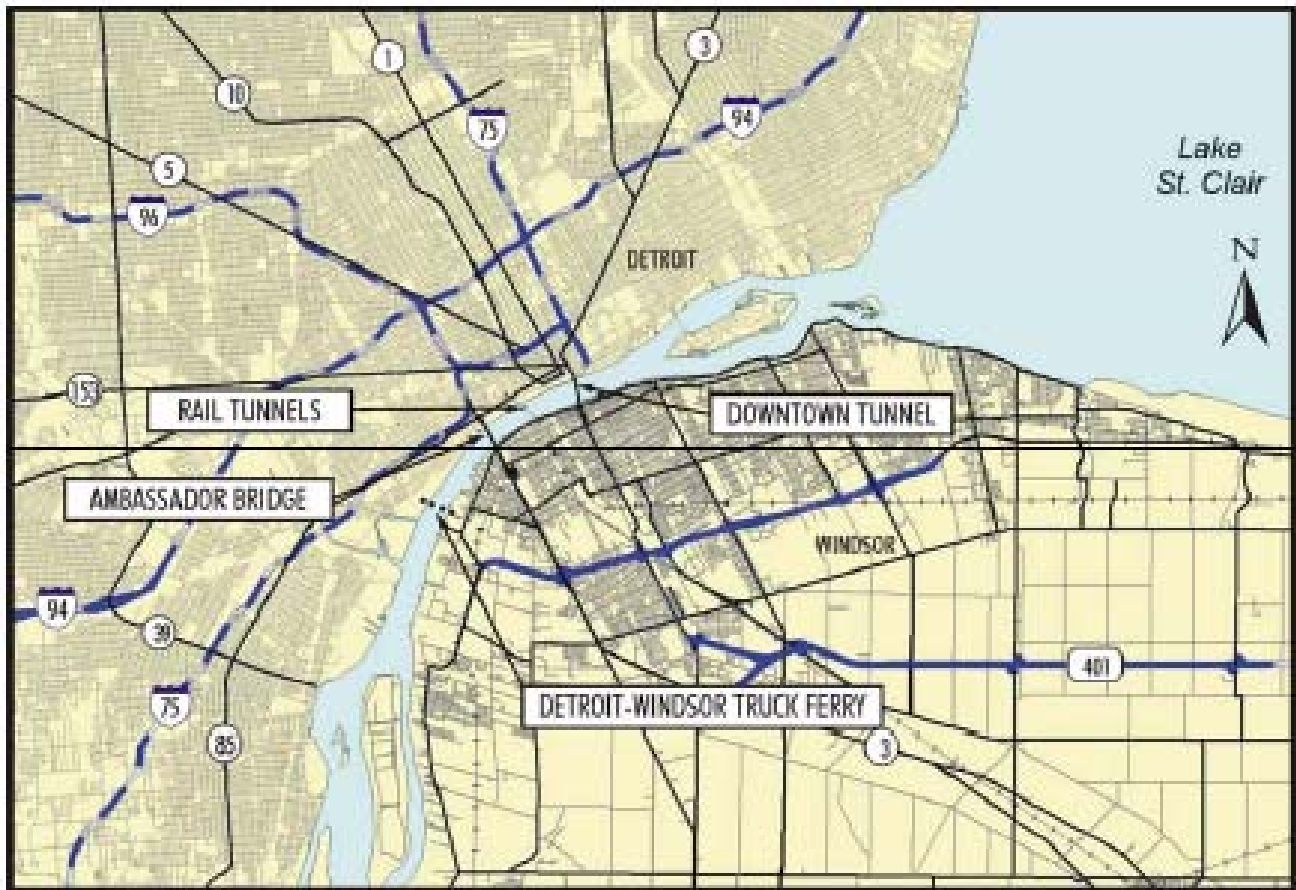 1
3
10
75
94
Lake
St. Clair
5
96
N
DETROIT
153
RAIL TUNNELS
DOWNTOWN TUNNEL
AMBASSADOR BRIDGE
WINDSOR
94
39
401
75
DETROIT-WINDSOR TRUCK FERRY
85
3